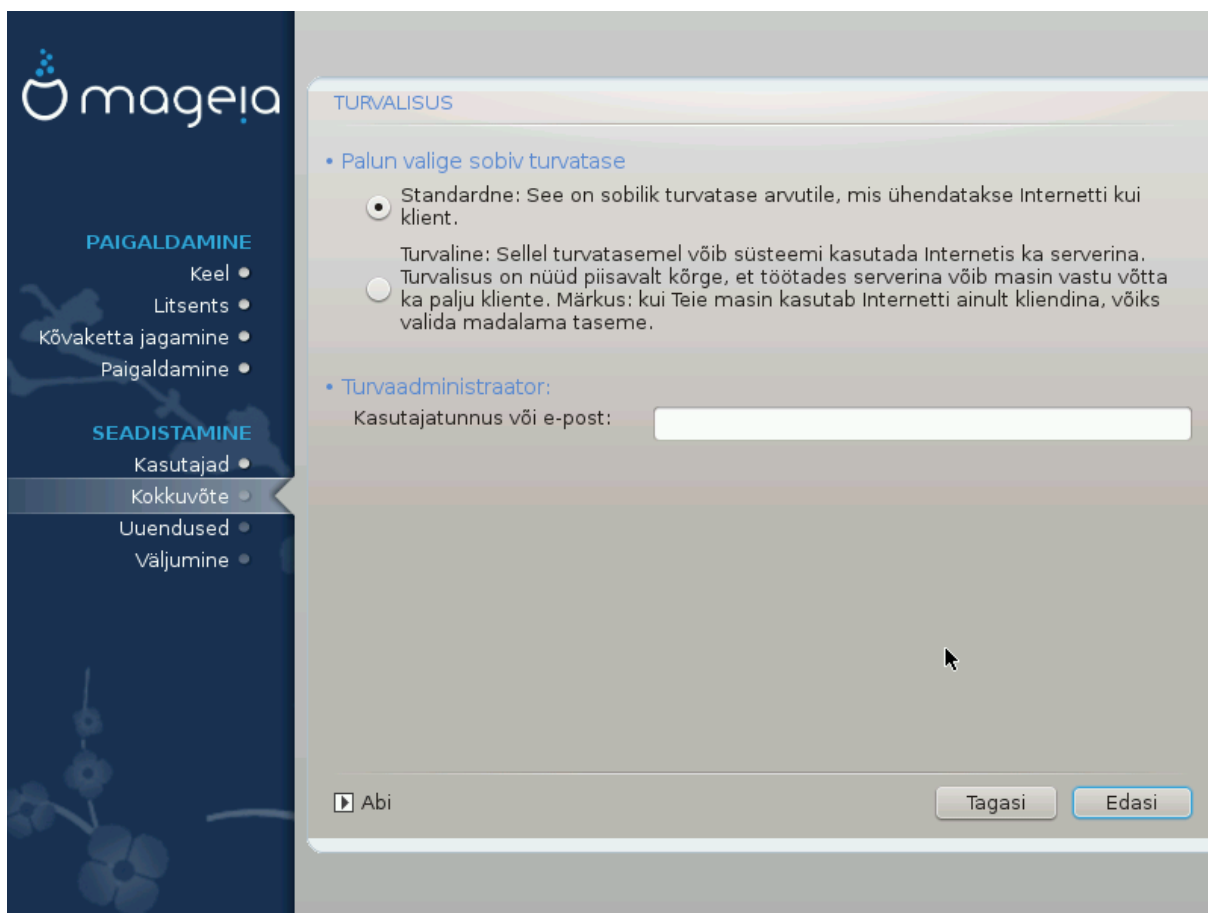 mageia
PAIGALDAMINE
Keel
Litsents
Kõvaketta jagamine
Paigaldamine
SEADISTAMINE
Kasutajad
Kokkuvõte
Uuendused
Väljumine
TURVALISUS
• Palun valige sobiv turvatase
Standardne: See on sobilik turvatase arvutile, mis ühendatakse Internetti kui
klient.
Turvaline: Sellel turvatasemel võib süsteemi kasutada Internetis ka serverina.
Turvalisus on nüüd piisavalt kõrge, et töötades serverina võib masin vastu võtta
ka palju kliente. Märkus: kui Teie masin kasutab Internetti ainult kliendina, võiks
valida madalama taseme.
• Turvaadministraator:
Kasutajatunnus või e-post:
Abi
Tagasi
Edasi